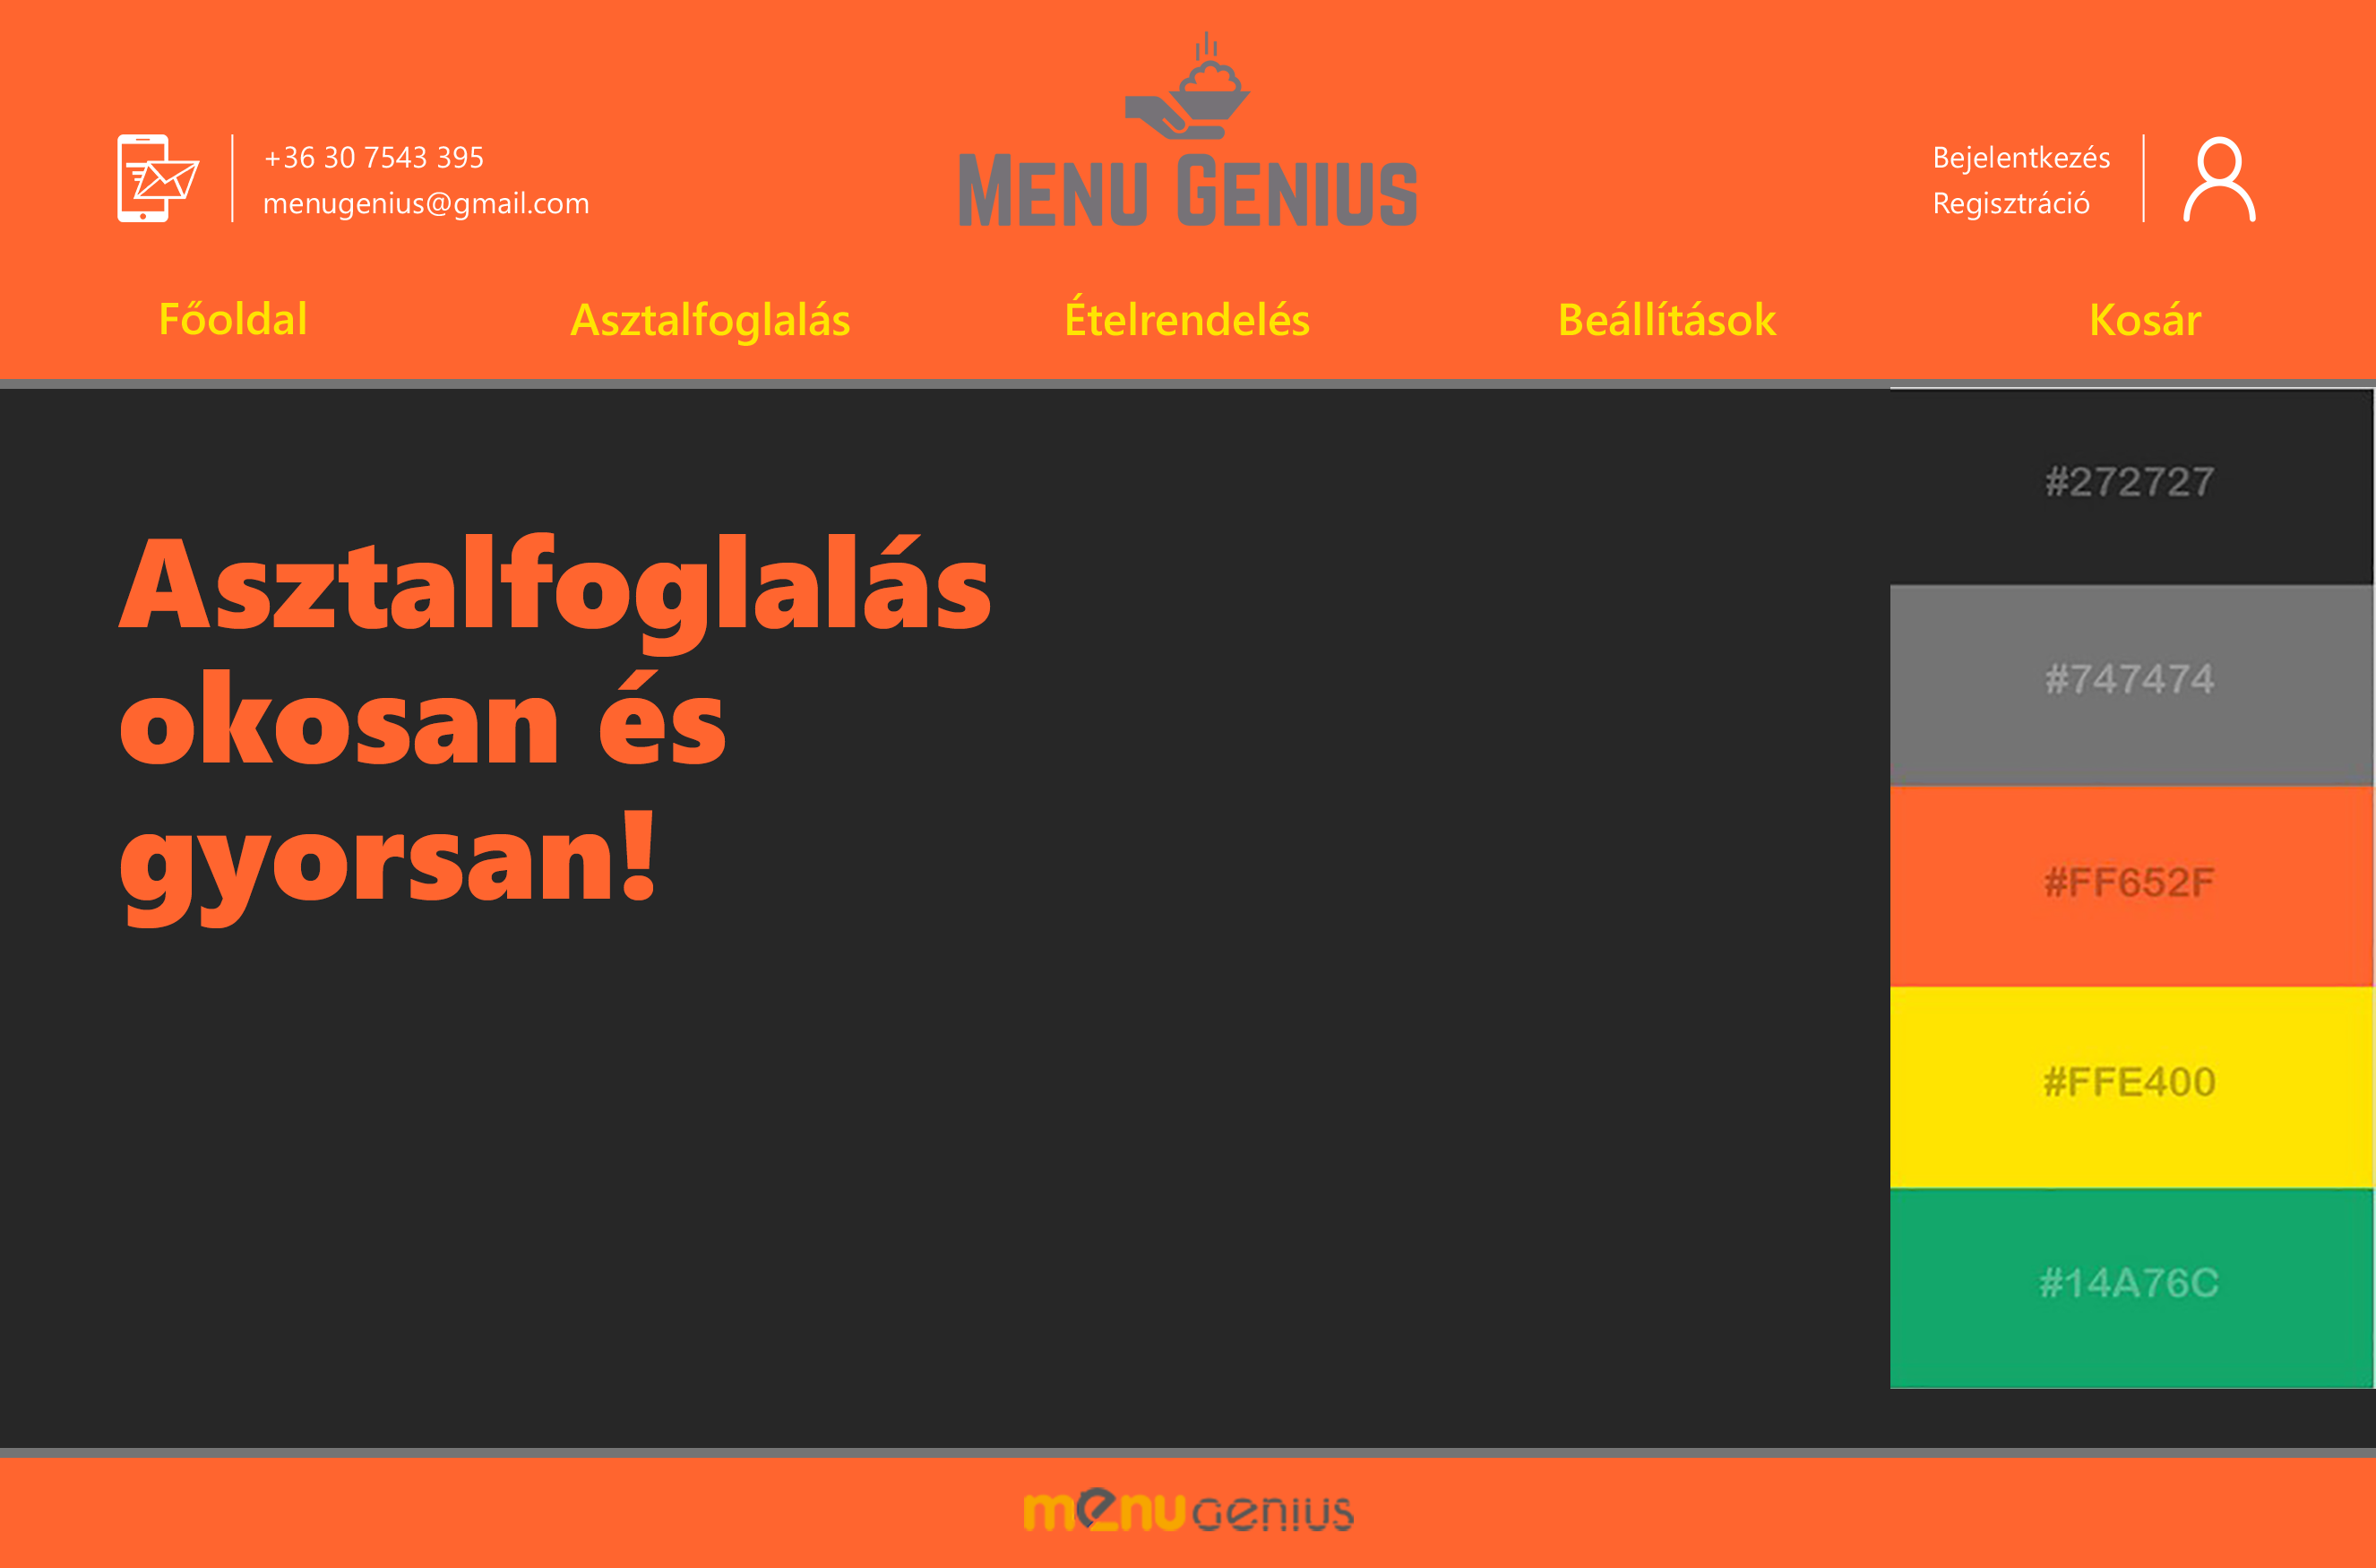 +36 30 7543 395
menugenius@gmail.com
MENU GENIUS
Bejelentkezés
Regisztráció
Főoldal
Asztalfoglalás
Ételrendelés
Beállítások
Kosár
Asztalfoglalás
okosan és
gyorsan!
#272727
#747474
#FF652F
#FFE400
#14A76C
menu genius